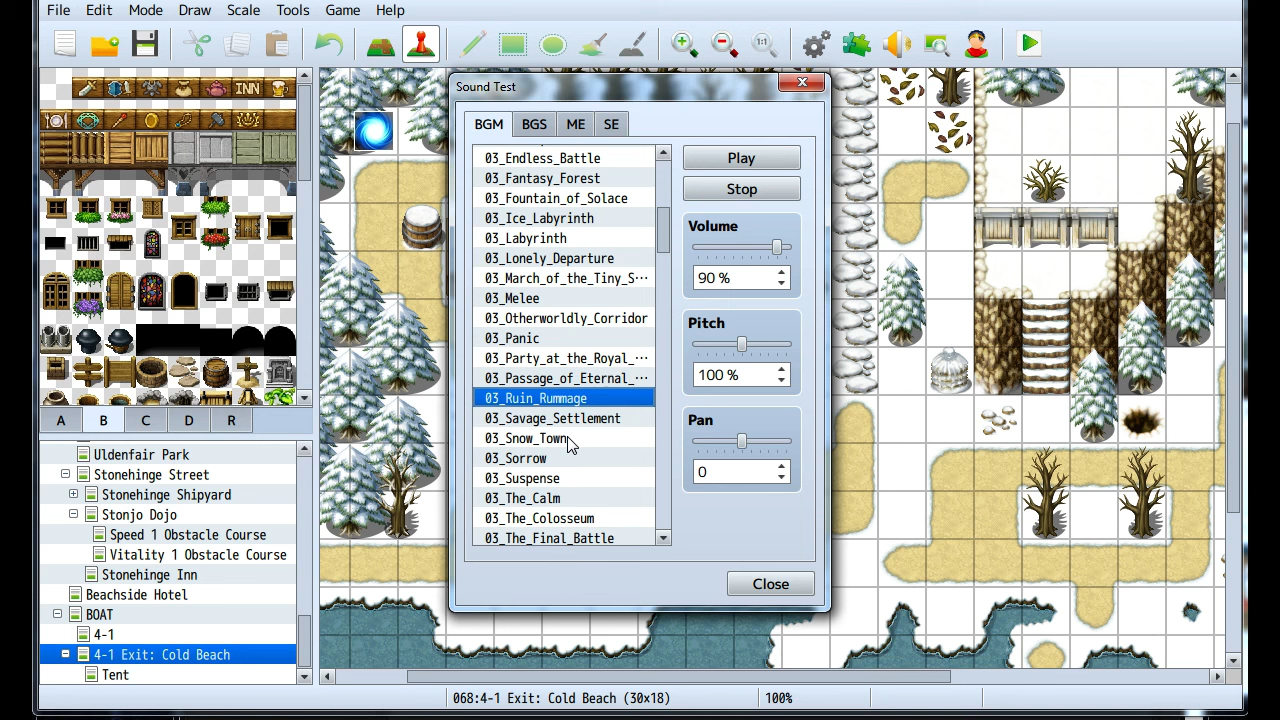 File Edit Mode Draw Scale Tools Game Help
1:1
INN
Sound Test
BGM BGS ME SE
03_Endless_Battle
03_Fantasy_Forest
03_Fountain_of_Solace
03_Ice_Labyrinth
03_Labyrinth
03_Lonely_Departure
03_March_of_the_Tiny_S···
03_Melee
03_Otherworldly_Corridor
03_Panic
03_Party_at_the_Royal_···
03_Passage_of_Eternal_···
03_Ruin_Rummage
03_Savage_Settlement
03_Snow_Town
03_Sorrow
03_Suspense
03_The_Calm
03_The_Colosseum
03_The_Final_Battle
Play
Stop
Volume
90 %
Pitch
100 %
Pan
0
Close
A B C D R
Uldenfair Park
Stonehinge Street
Stonehinge Shipyard
Stonjo Dojo
Speed 1 Obstacle Course
Vitality 1 Obstacle Course
Stonehinge Inn
Beachside Hotel
BOAT
4-1
4-1 Exit: Cold Beach
Tent
068:4-1 Exit: Cold Beach (30x18) 100%